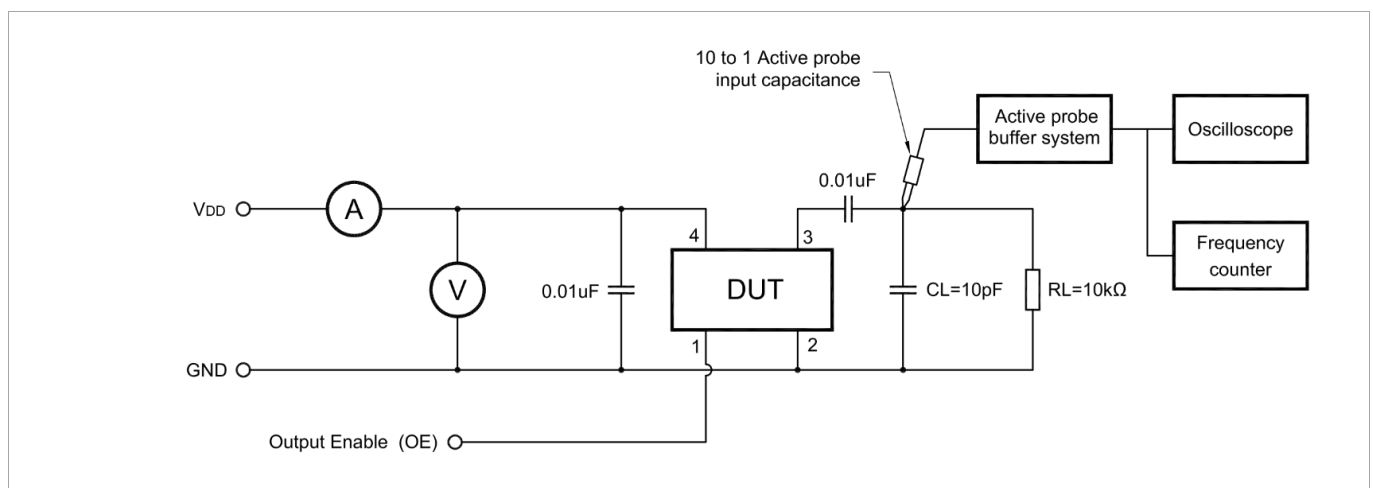 10 to 1 Active probe
input capacitance
Active probe
buffer system
Oscilloscope
0.01uF
VDD
A
4
3
Frequency
counter
V
0.01uF
DUT
CL=10pF
RL=10kΩ
1
2
GND
Output Enable (OE)